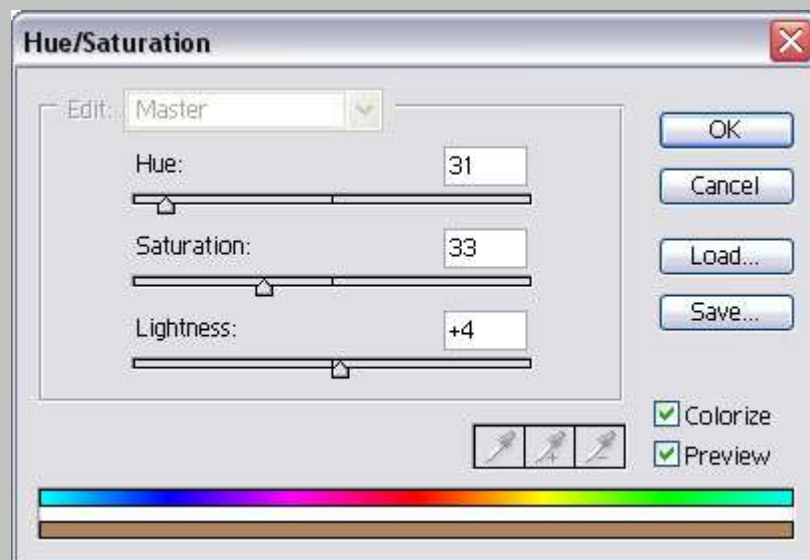 Hue/Saturation
Edit: Master
Hue: 31
Saturation: 33
Lightness: +4
OK
Cancel
Load...
Save...
Colorize
Preview